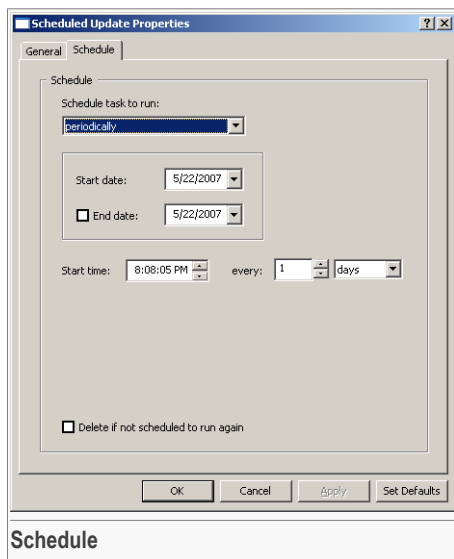 Scheduled Update Properties
General Schedule
Schedule
Schedule task to run:
periodically
Start date: 5/22/2007
End date: 5/22/2007
Start time: 8:08:05 PM every: 1 days
Delete if not scheduled to run again
OK Cancel Apply Set Defaults
Schedule